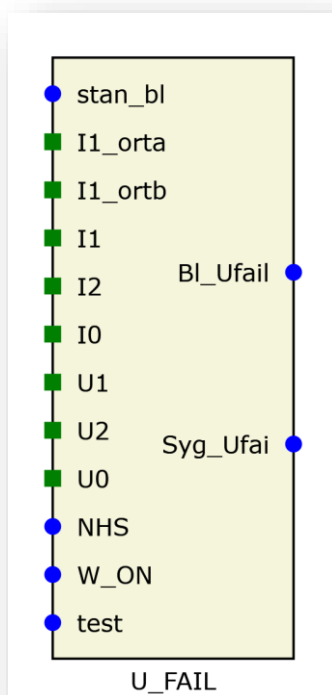 stan_bl
I1_orta
I1_ortb
I1
I2
I0
U1
U2
U0
NHS
W_ON
test
Bl_Ufail
Syg_Ufai
U_FAIL